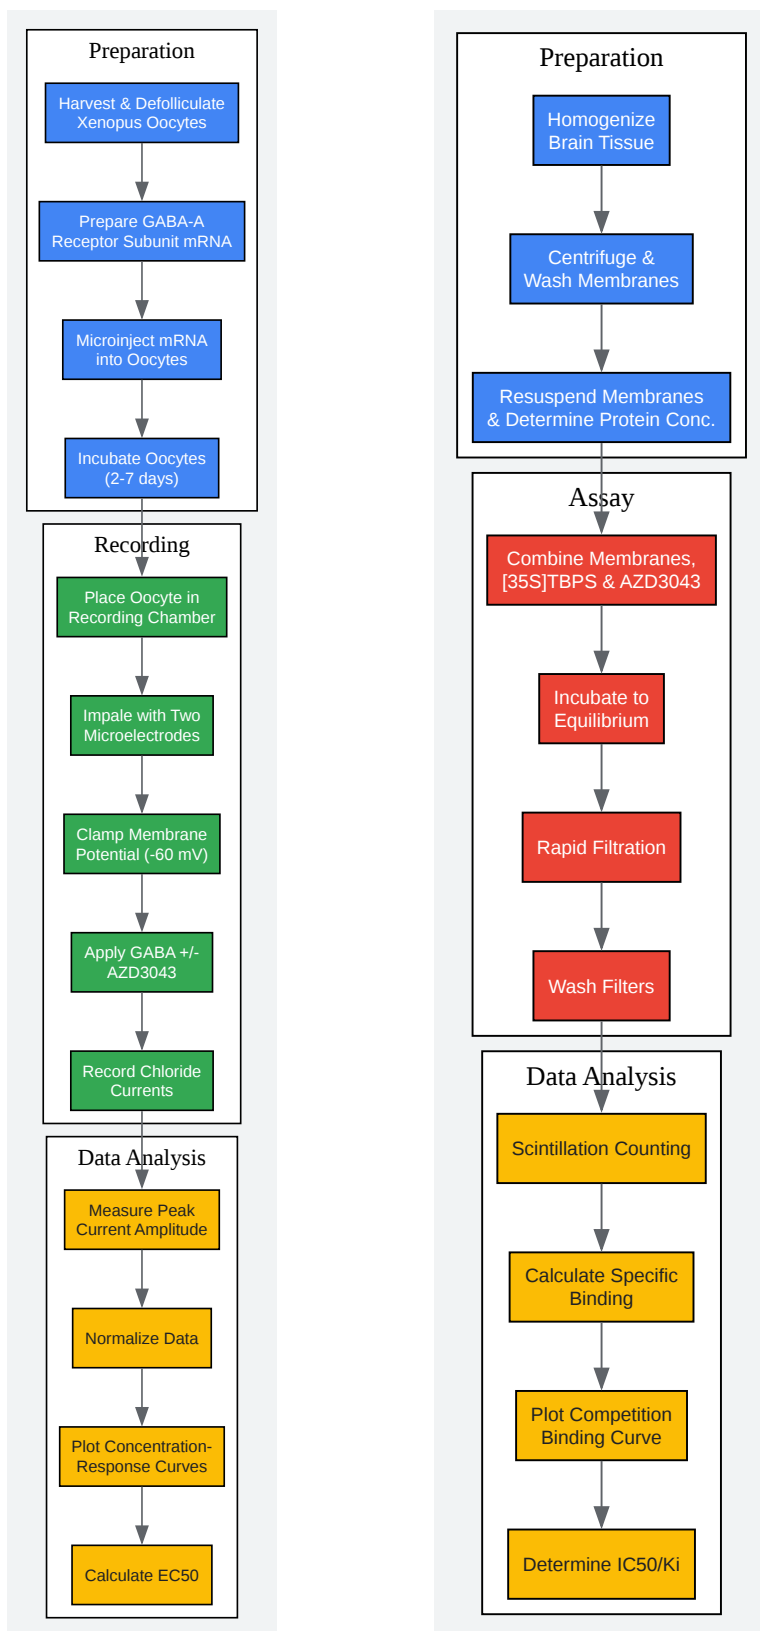 Preparation
Harvest & Defolliculate
Xenopus Oocytes
Prepare GABA-A
Receptor Subunit mRNA
Microinject mRNA
into Oocytes
Incubate Oocytes
(2-7 days)
Recording
Place Oocyte in
Recording Chamber
Impale with Two
Microelectrodes
Clamp Membrane
Potential (-60 mV)
Apply GABA +/-
AZD3043
Record Chloride
Currents
Data Analysis
Measure Peak
Current Amplitude
Normalize Data
Plot Concentration-
Response Curves
Calculate EC50
Preparation
Homogenize
Brain Tissue
Centrifuge &
Wash Membranes
Resuspend Membranes
& Determine Protein Conc.
Assay
Combine Membranes,
[35S]TBPS & AZD3043
Incubate to
Equilibrium
Rapid Filtration
Wash Filters
Data Analysis
Scintillation Counting
Calculate Specific
Binding
Plot Competition
Binding Curve
Determine IC50/Ki